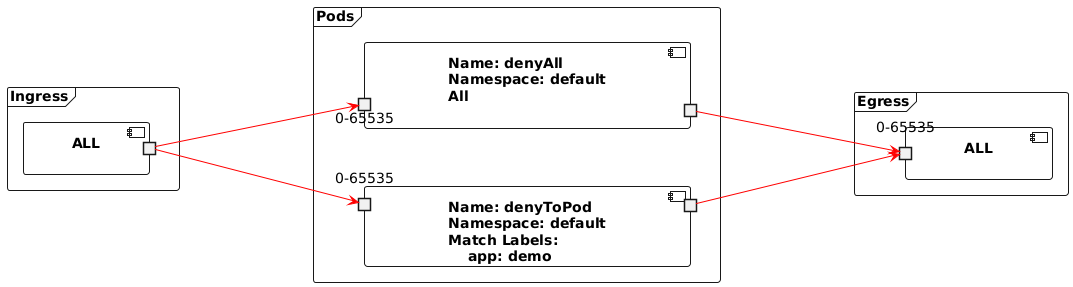 Pods
Name: denyAll
Namespace: default
All
0-65535
Ingress
ALL
Egress
0-65535
ALL
0-65535
Name: denyToPod
Namespace: default
Match Labels:
app: demo